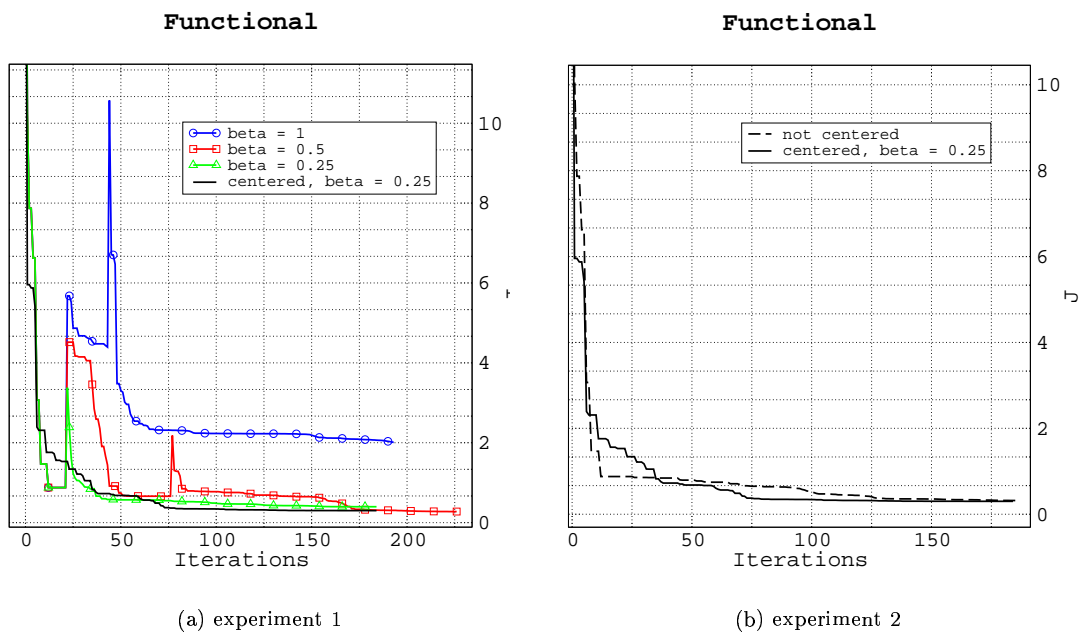 Functional
beta = 1
beta = 0.5
beta = 0.25
centered, beta = 0.25
10
8
6
4
2
0
0 50 100 150 200
Iterations
(a) experiment 1
Functional
not centered
centered, beta = 0.25
10
8
6
4
2
0
J
0 50 100 150
Iterations
(b) experiment 2